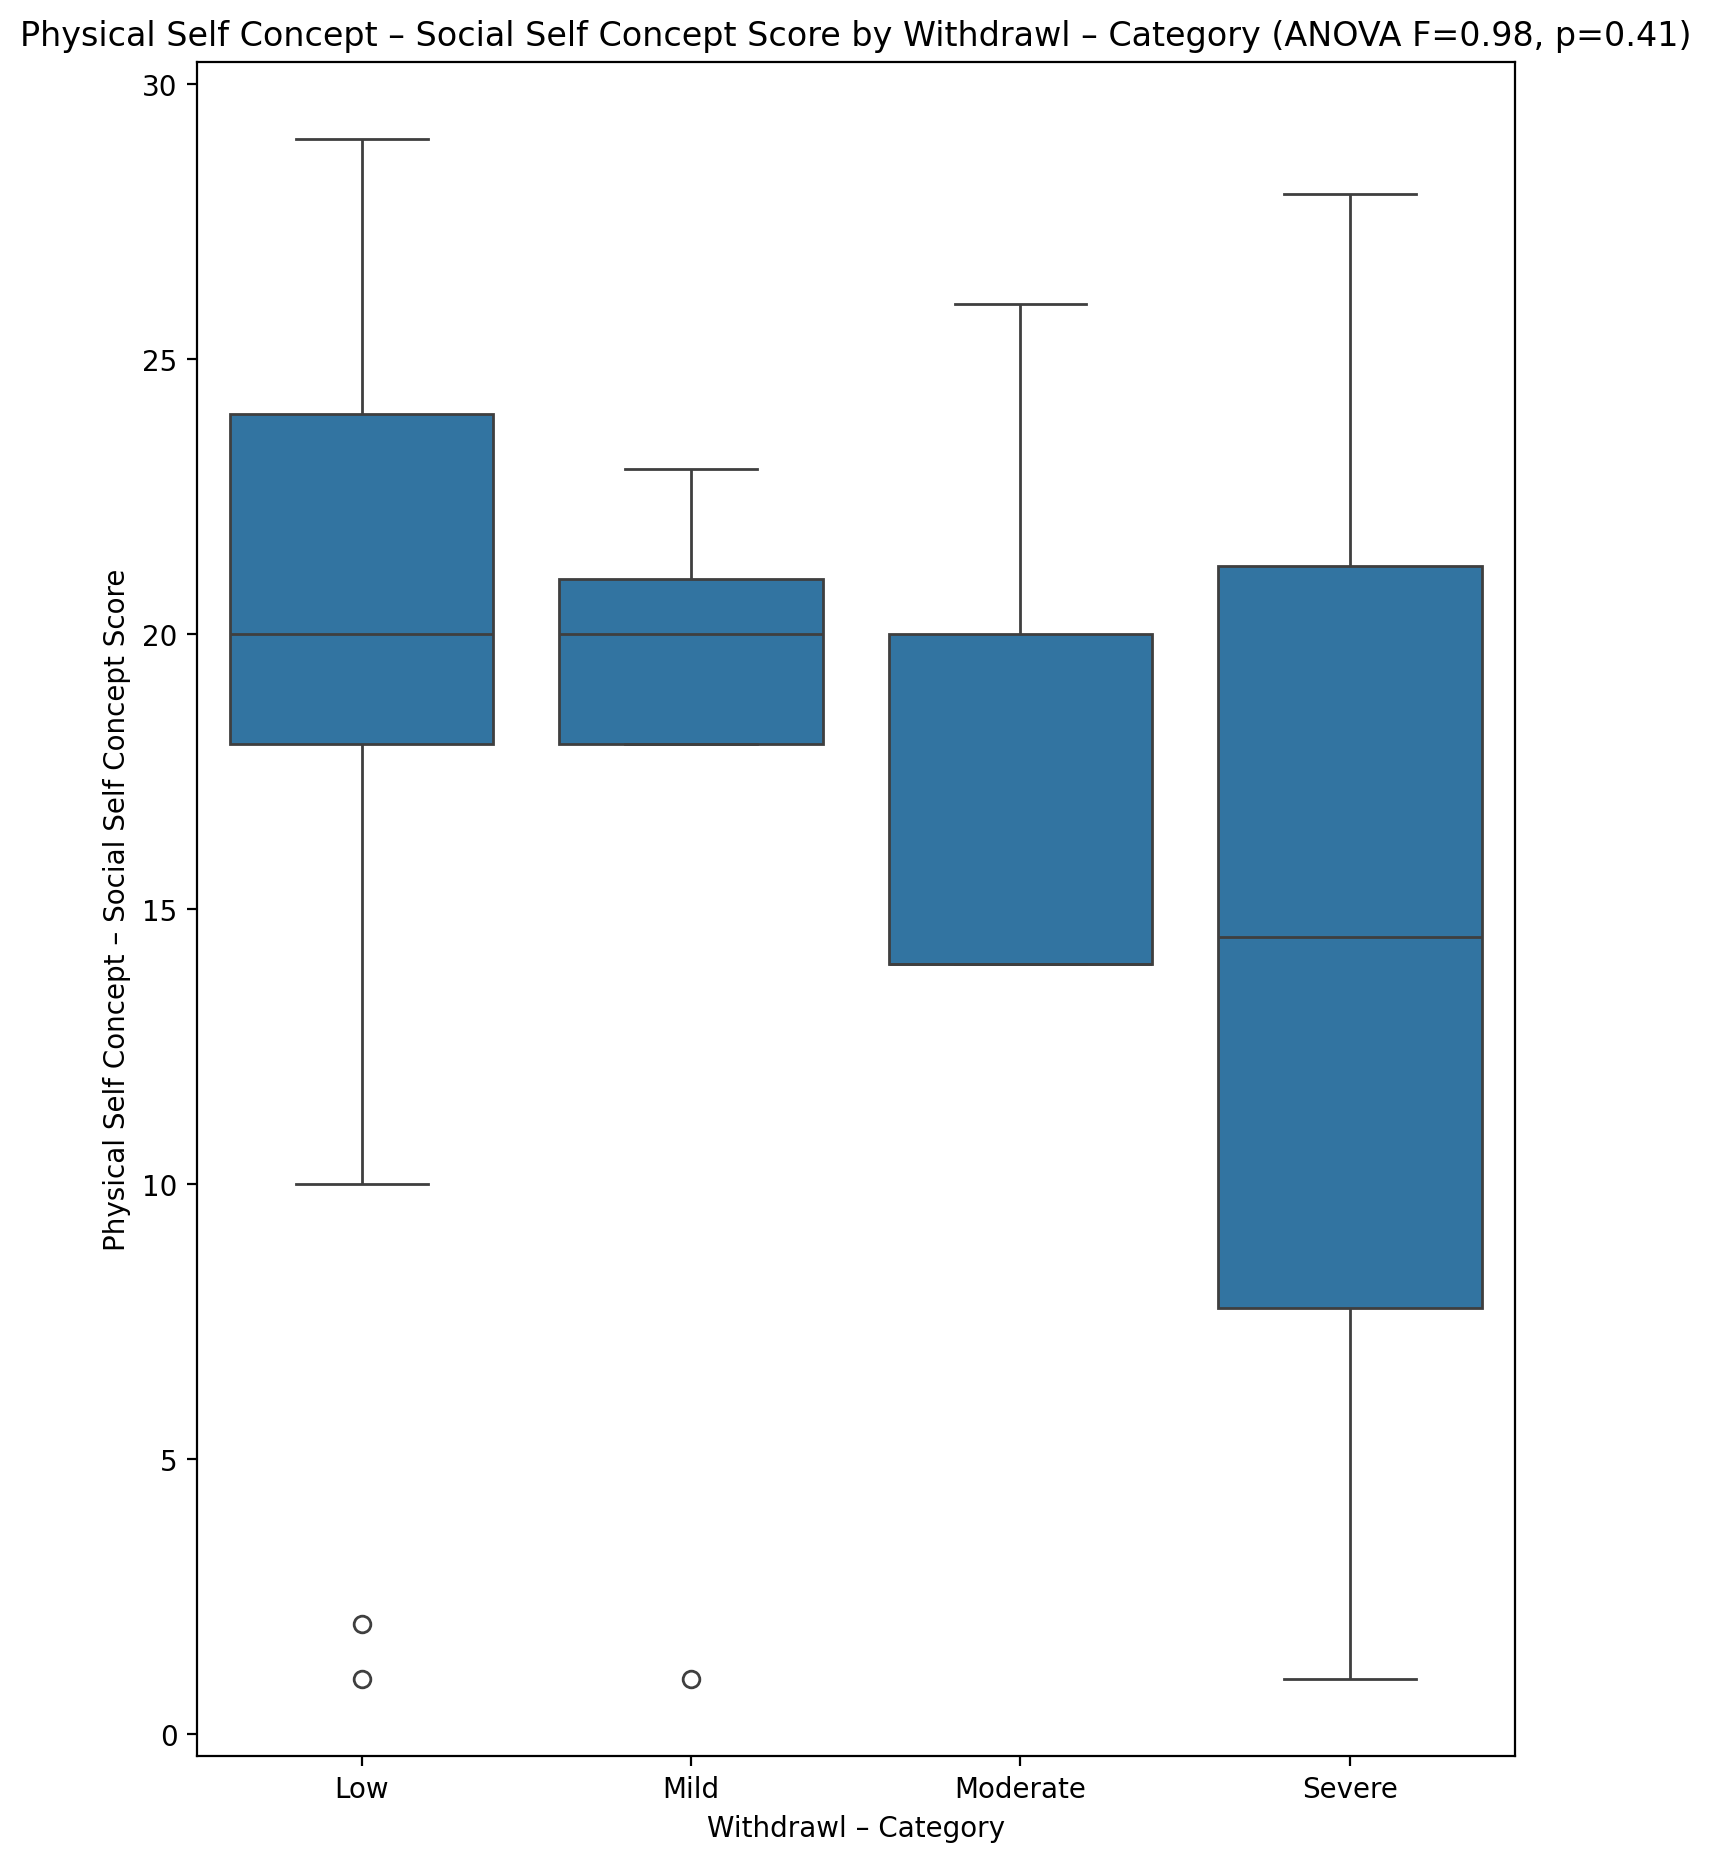 Physical Self Concept – Social Self Concept Score by Withdrawl – Category (ANOVA F=0.98, p=0.41)
Physical Self Concept – Social Self Concept Score
30
25
20
15
10
5
0
Low Mild Moderate Severe
Withdrawl – Category